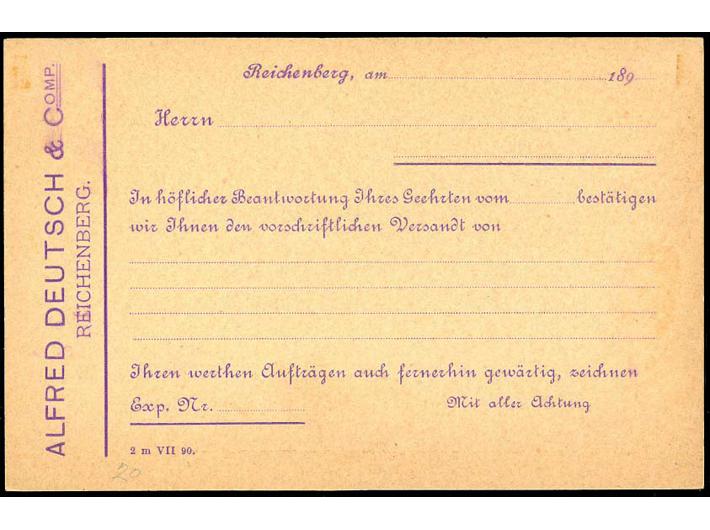 ALFRED DEUTSCH & COMP.
REICHENBERG.
Reichenberg, am 189
Herrn
In höflicher Beantwortung Ihres Geehrten vom bestätigen
wir Ihnen den vorschriftlichen Versandt von
Ihren werthen Aufträgen auch fernerhin gewärtig, zeichnen
Exp. Nr. Mit aller Achtung
2 m VII 90.
20